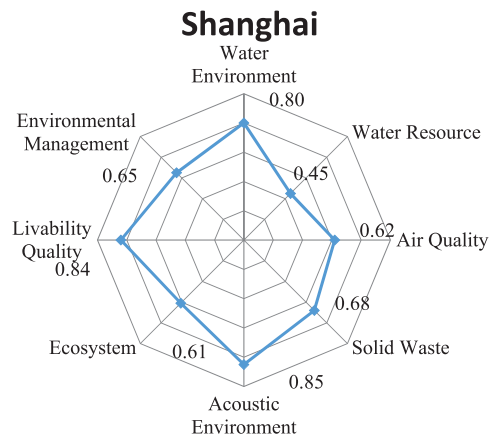 Shanghai
Water
Environment
0.80
Environmental
Management
Water Resource
0.65
0.45
Livability
Quality
0.84
0.62
Air Quality
0.68
Ecosystem
0.61
Solid Waste
0.85
Acoustic
Environment